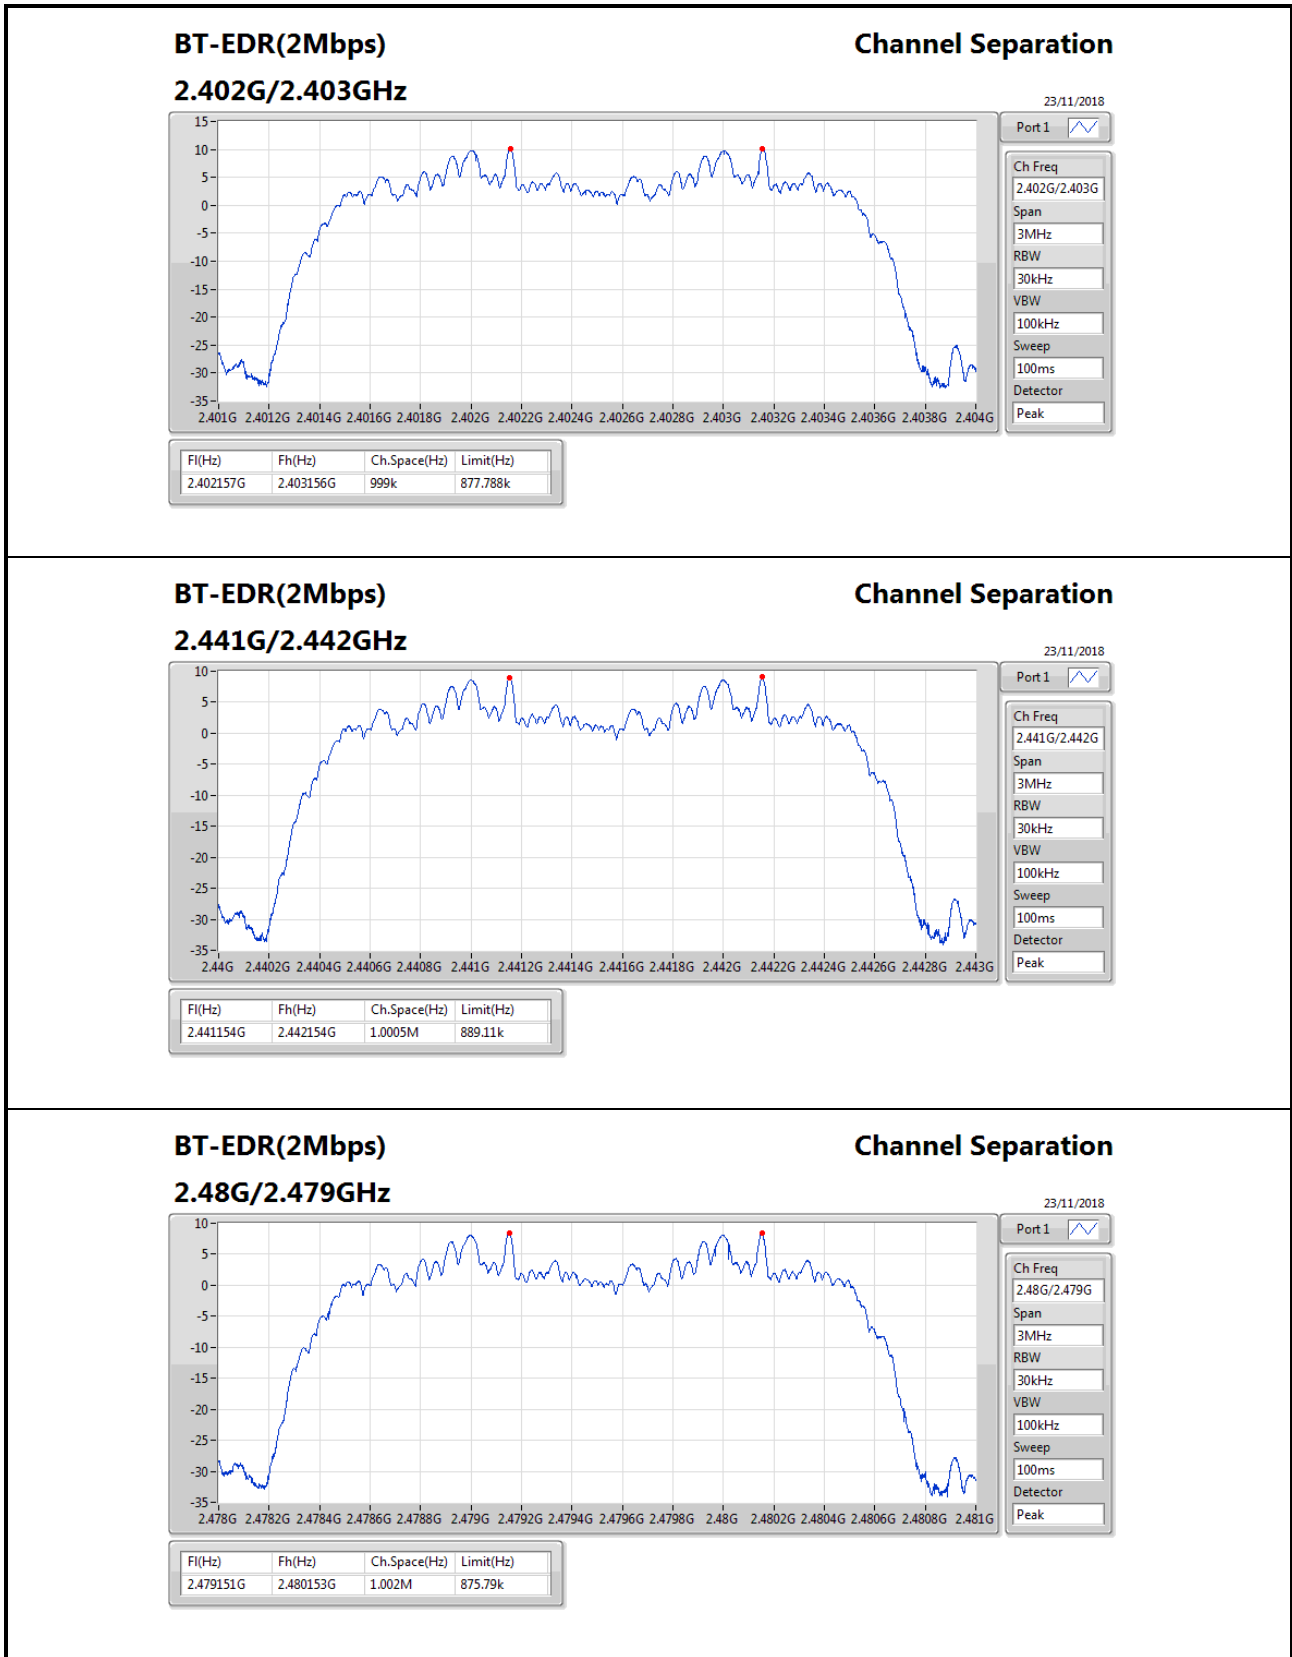 BT-EDR(2Mbps) Channel Separation
2.402G/2.403GHz
23/11/2018
Port 1
15
10
5
0
-5
-10
-15
-20
-25
-30
-35
2.401G 2.4012G 2.4014G 2.4016G 2.4018G 2.402G 2.4022G 2.4024G 2.4026G 2.4028G 2.403G 2.4032G 2.4034G 2.4036G 2.4038G 2.404G
Ch Freq
2.402G/2.403G
Span
3MHz
RBW
30kHz
VBW
100kHz
Sweep
100ms
Detector
Peak
Fl(Hz) Fh(Hz) Ch.Space(Hz) Limit(Hz)
2.402157G 2.403156G 999k 877.788k
BT-EDR(2Mbps) Channel Separation
2.441G/2.442GHz
23/11/2018
Port 1
10
5
0
-5
-10
-15
-20
-25
-30
-35
2.44G 2.4402G 2.4404G 2.4406G 2.4408G 2.441G 2.4412G 2.4414G 2.4416G 2.4418G 2.442G 2.4422G 2.4424G 2.4426G 2.4428G 2.443G
Ch Freq
2.441G/2.442G
Span
3MHz
RBW
30kHz
VBW
100kHz
Sweep
100ms
Detector
Peak
Fl(Hz) Fh(Hz) Ch.Space(Hz) Limit(Hz)
2.441154G 2.442154G 1.0005M 889.11k
BT-EDR(2Mbps) Channel Separation
2.48G/2.479GHz
23/11/2018
Port 1
10
5
0
-5
-10
-15
-20
-25
-30
-35
2.478G 2.4782G 2.4784G 2.4786G 2.4788G 2.479G 2.4792G 2.4794G 2.4796G 2.4798G 2.48G 2.4802G 2.4804G 2.4806G 2.4808G 2.481G
Ch Freq
2.48G/2.479G
Span
3MHz
RBW
30kHz
VBW
100kHz
Sweep
100ms
Detector
Peak
Fl(Hz) Fh(Hz) Ch.Space(Hz) Limit(Hz)
2.479151G 2.480153G 1.002M 875.79k